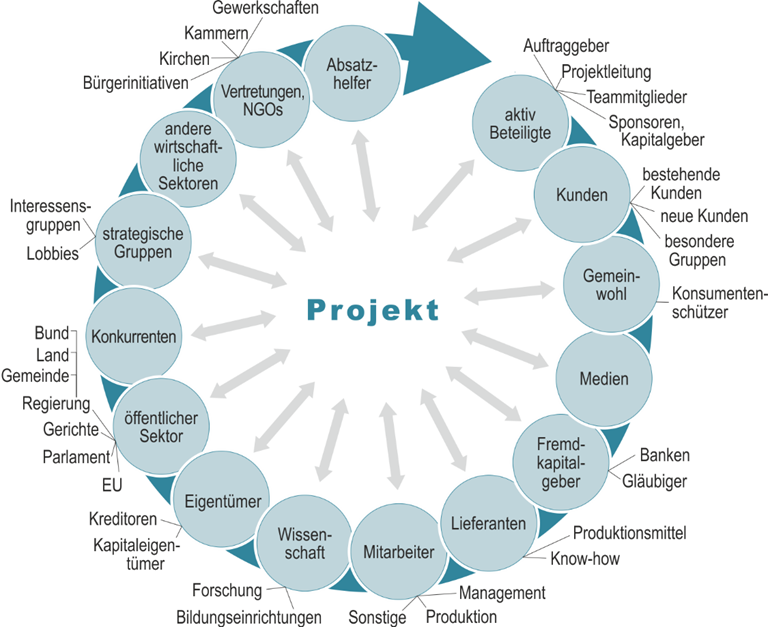 Gewerkschaften
Kammern
Kirchen
Bürgerinitiativen
Vertretungen,
NGOs
Absatz-
helfer
Auftraggeber
Projektleitung
Teammitglieder
Sponsoren,
Kapitalgeber
aktiv
Beteiligte
andere
wirtschaft-
liche
Sektoren
Kunden
bestehende
Kunden
neue Kunden
besondere
Gruppen
Interessens-
gruppen
Lobbies
strategische
Gruppen
Gemein-
wohl
Konsumenten-
schützer
Projekt
Konkurrenten
Medien
Bund
Land
Gemeinde
Regierung
Gerichte
Parlament
EU
öffentlicher
Sektor
Fremd-
kapital-
geber
Banken
Gläubiger
Eigentümer
Kreditoren
Kapitaleigen-
tümer
Wissen-
schaft
Forschung
Bildungseinrichtungen
Mitarbeiter
Sonstige
Management
Produktion
Lieferanten
Produktionsmittel
Know-how